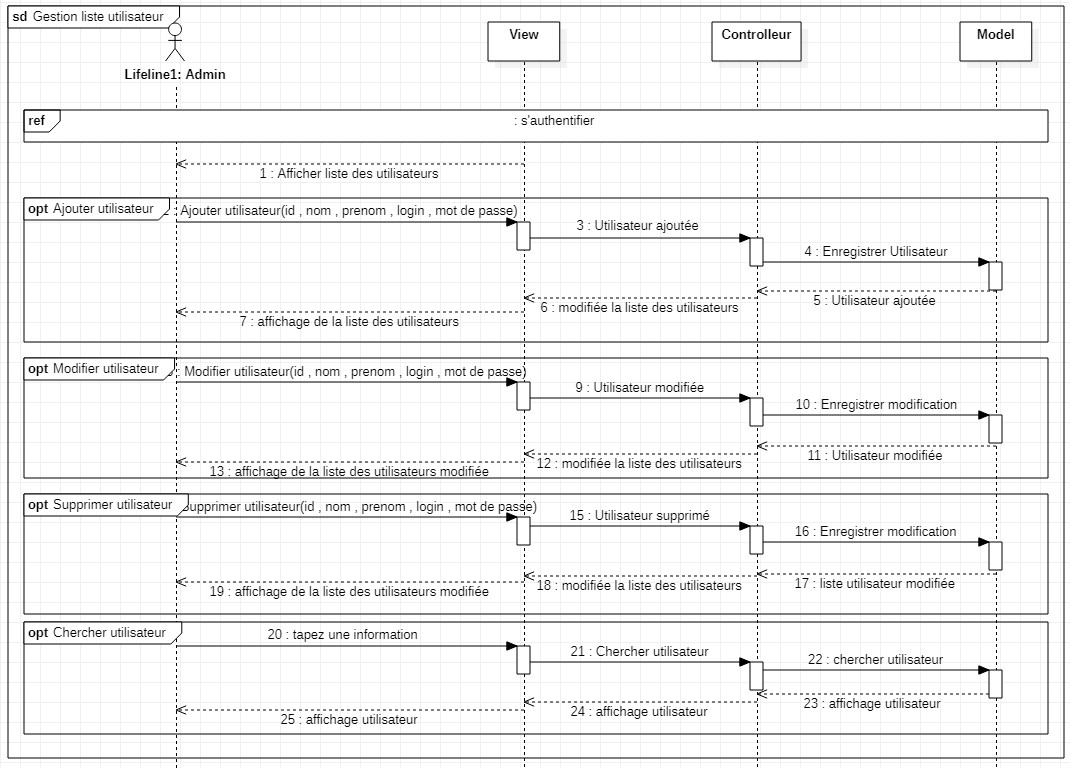 sd Gestion liste utilisateur
View
Controlleur
Model
Lifeline1: Admin
ref
: s'authentifier
1 : Afficher liste des utilisateurs
opt Ajouter utilisateur
: Ajouter utilisateur(id , nom , prenom , login , mot de passe)
3 : Utilisateur ajoutée
4 : Enregistrer Utilisateur
5 : Utilisateur ajoutée
6 : modifiée la liste des utilisateurs
7 : affichage de la liste des utilisateurs
opt Modifier utilisateur
: Modifier utilisateur(id , nom , prenom , login , mot de passe)
9 : Utilisateur modifiée
10 : Enregistrer modification
11 : Utilisateur modifiée
12 : modifiée la liste des utilisateurs
13 : affichage de la liste des utilisateurs modifiée
opt Supprimer utilisateur
Supprimer utilisateur(id , nom , prenom , login , mot de passe)
15 : Utilisateur supprimé
16 : Enregistrer modification
17 : liste utilisateur modifiée
18 : modifiée la liste des utilisateurs
19 : affichage de la liste des utilisateurs modifiée
opt Chercher utilisateur
20 : tapez une information
21 : Chercher utilisateur
22 : chercher utilisateur
23 : affichage utilisateur
24 : affichage utilisateur
25 : affichage utilisateur